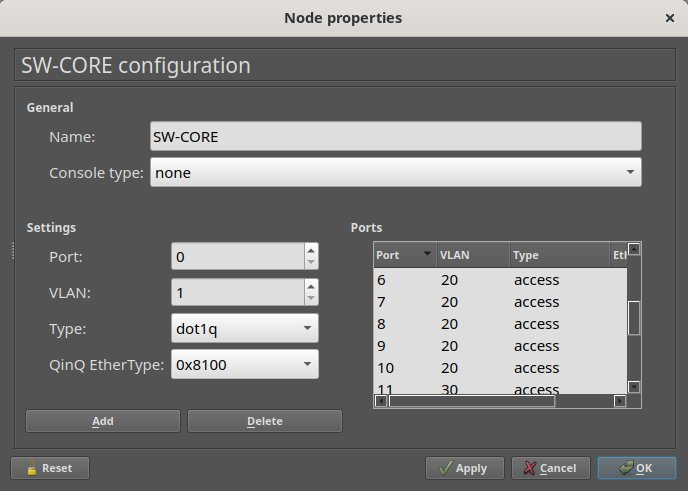 Node properties
SW-CORE configuration
General
Name: SW-CORE
Console type: none
Settings
Port: 0
VLAN: 1
Type: dot1q
QinQ EtherType: 0x8100
Add Delete
Ports
Port VLAN Type Eth
6 20 access
7 20 access
8 20 access
9 20 access
10 20 access
11 30 access
Reset Apply Cancel OK